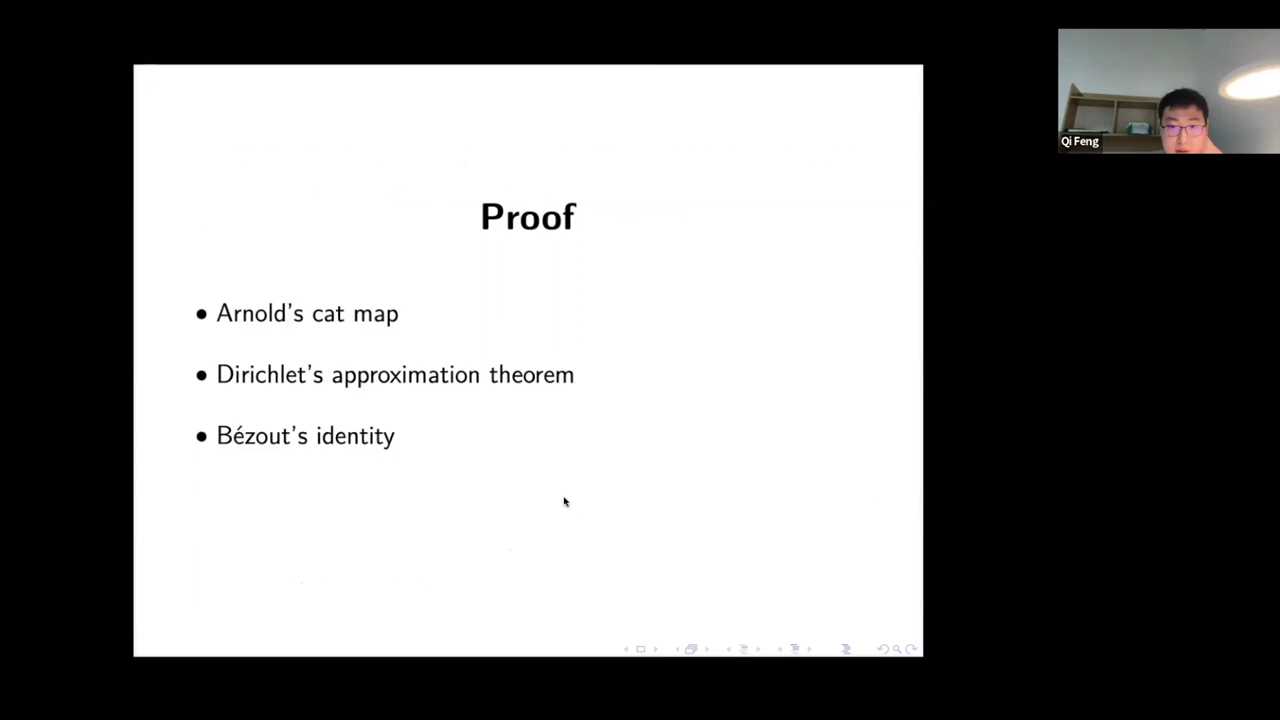 Proof
• Arnold's cat map
• Dirichlet's approximation theorem
• Bézout's identity
Qi Feng